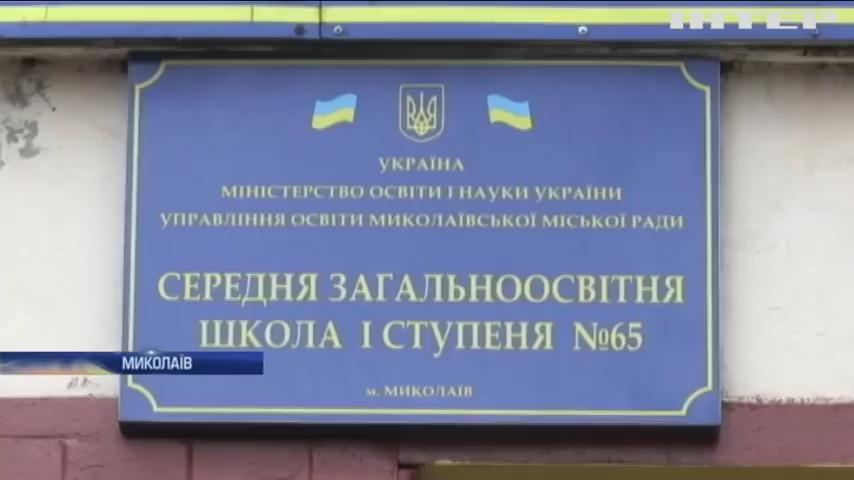 ІНТЕР
УКРАЇНА
МІНІСТЕРСТВО ОСВІТИ І НАУКИ УКРАЇНИ
УПРАВЛІННЯ ОСВІТИ МИКОЛАЇВСЬКОЇ МІСЬКОЇ РАДИ
СЕРЕДНЯ ЗАГАЛЬНООСВІТНЯ
ШКОЛА І СТУПЕНЯ №65
МИКОЛАЇВ
м. МИКОЛАЇВ